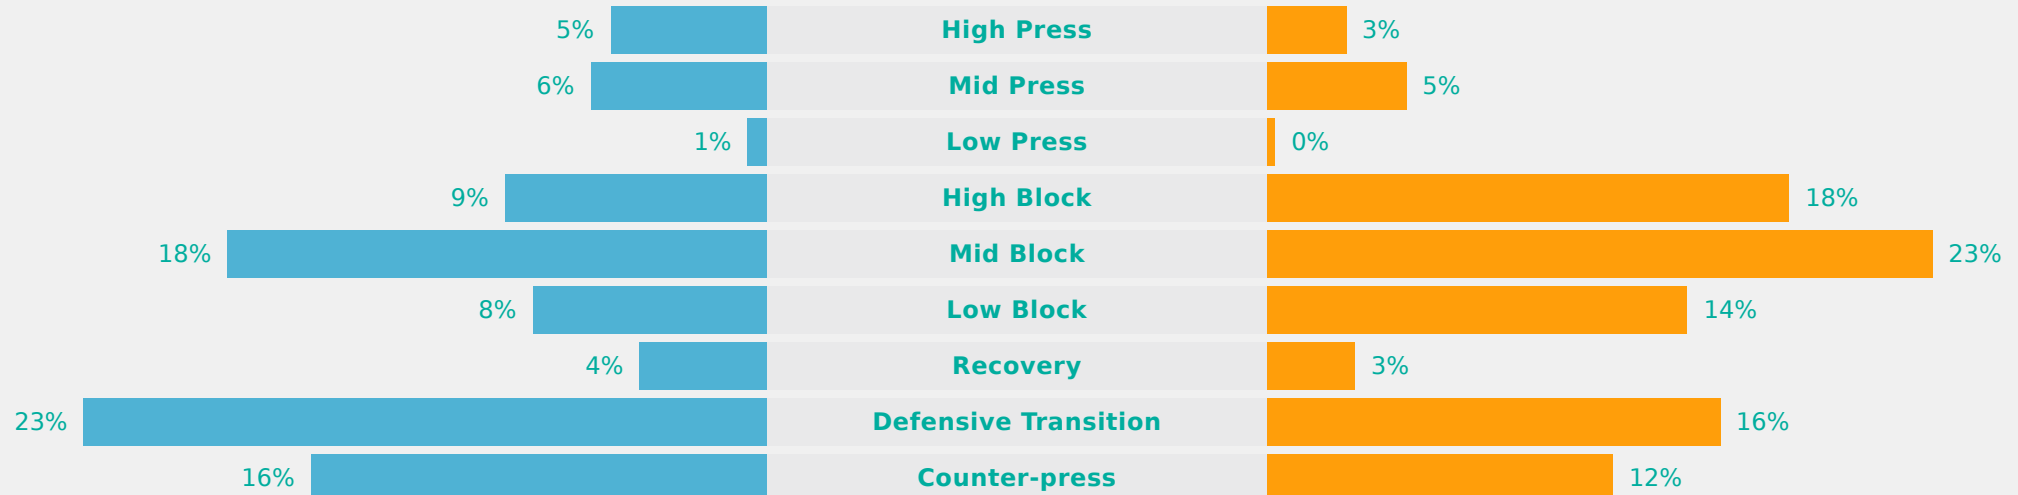 5% High Press 3%
6% Mid Press 5%
1% Low Press 0%
9% High Block 18%
18% Mid Block 23%
8% Low Block 14%
4% Recovery 3%
23% Defensive Transition 16%
16% Counter-press 12%